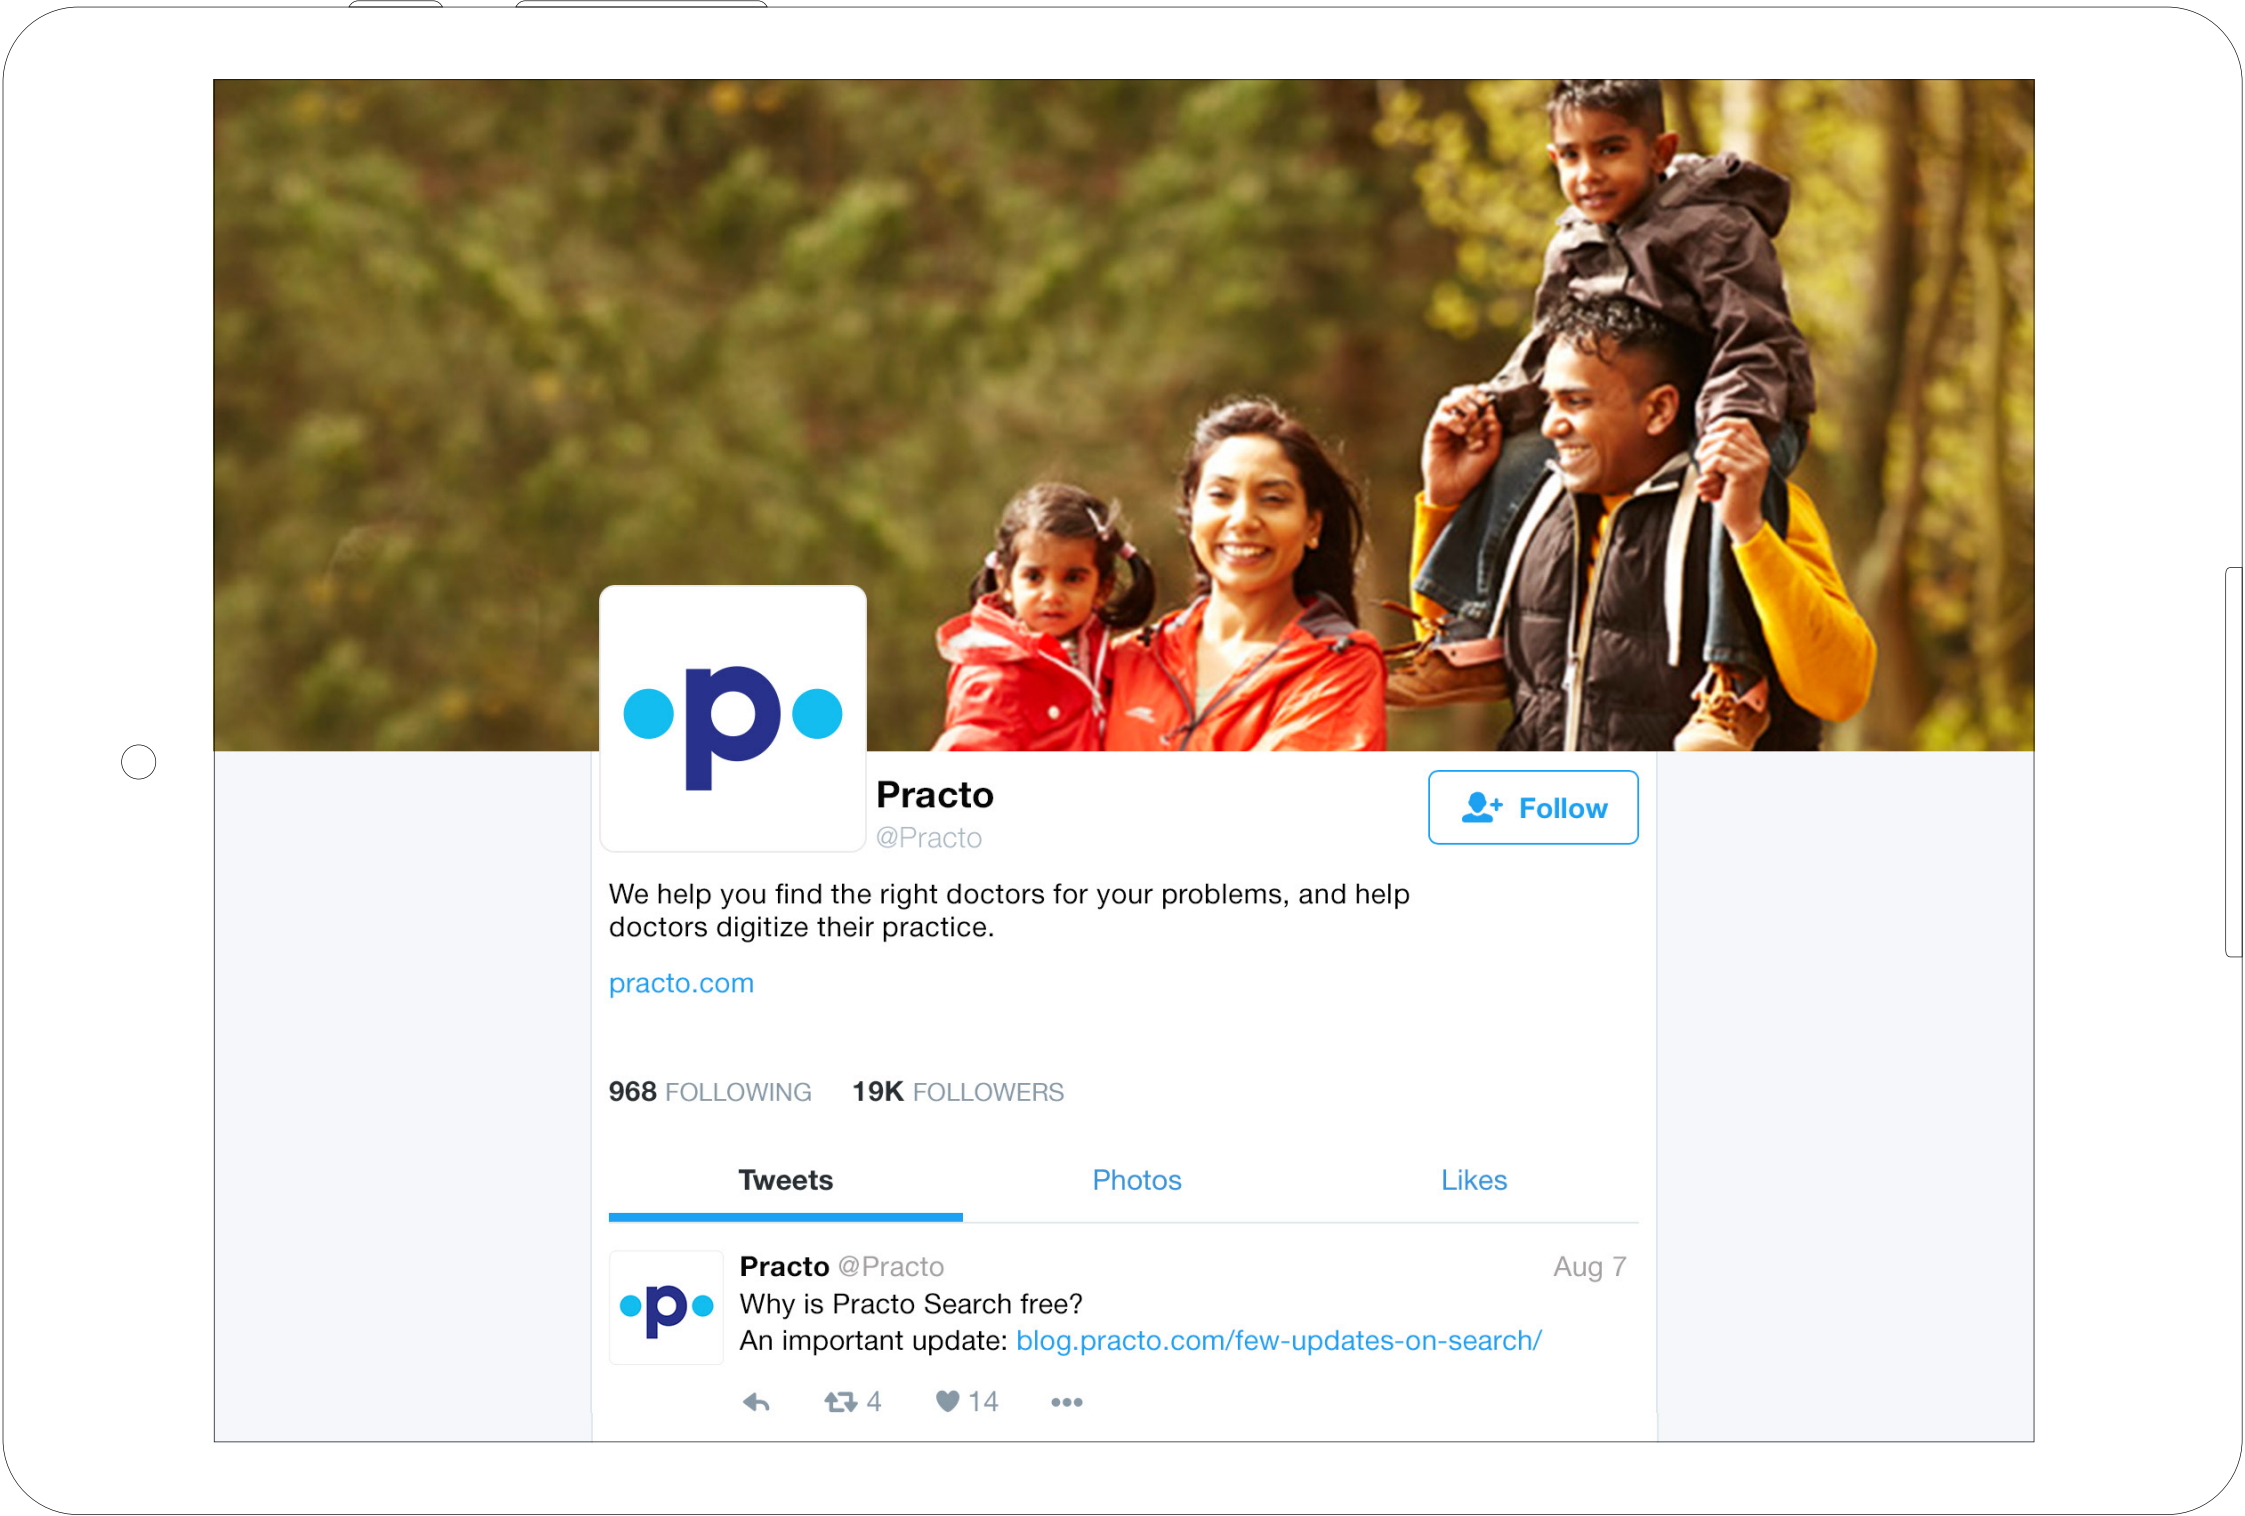 p
Practo
@Practo
Follow
We help you find the right doctors for your problems, and help
doctors digitize their practice.
practo.com
968 FOLLOWING 19K FOLLOWERS
Tweets Photos Likes
p
Practo @Practo Aug 7
Why is Practo Search free?
An important update: blog.practo.com/few-updates-on-search/
4 14